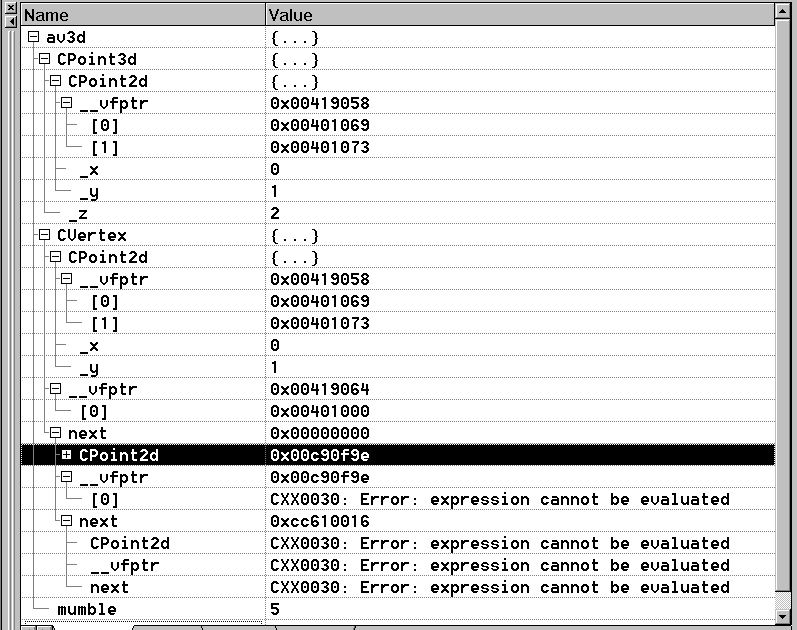 Name Value
av3d {...}
CPoint3d {...}
CPoint2d {...}
__vfptr 0x00419058
[0] 0x00401069
[1] 0x00401073
_x 0
_y 1
_z 2
CVertex {...}
CPoint2d {...}
__vfptr 0x00419058
[0] 0x00401069
[1] 0x00401073
_x 0
_y 1
__vfptr 0x00419064
[0] 0x00401000
next 0x00000000
CPoint2d 0x00c90f9e
__vfptr 0x00c90f9e
[0] CXX0030: Error: expression cannot be evaluated
next 0xcc610016
CPoint2d CXX0030: Error: expression cannot be evaluated
__vfptr CXX0030: Error: expression cannot be evaluated
next CXX0030: Error: expression cannot be evaluated
mumble 5